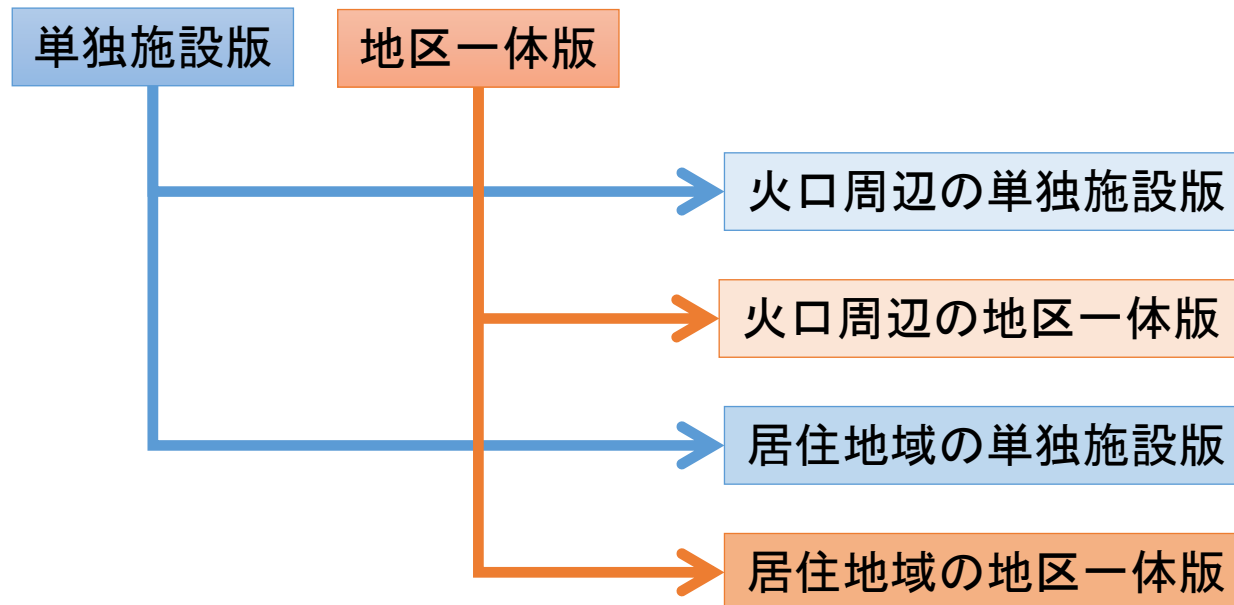 単独施設版
地区一体版
火口周辺の単独施設版
火口周辺の地区一体版
居住地域の単独施設版
居住地域の地区一体版